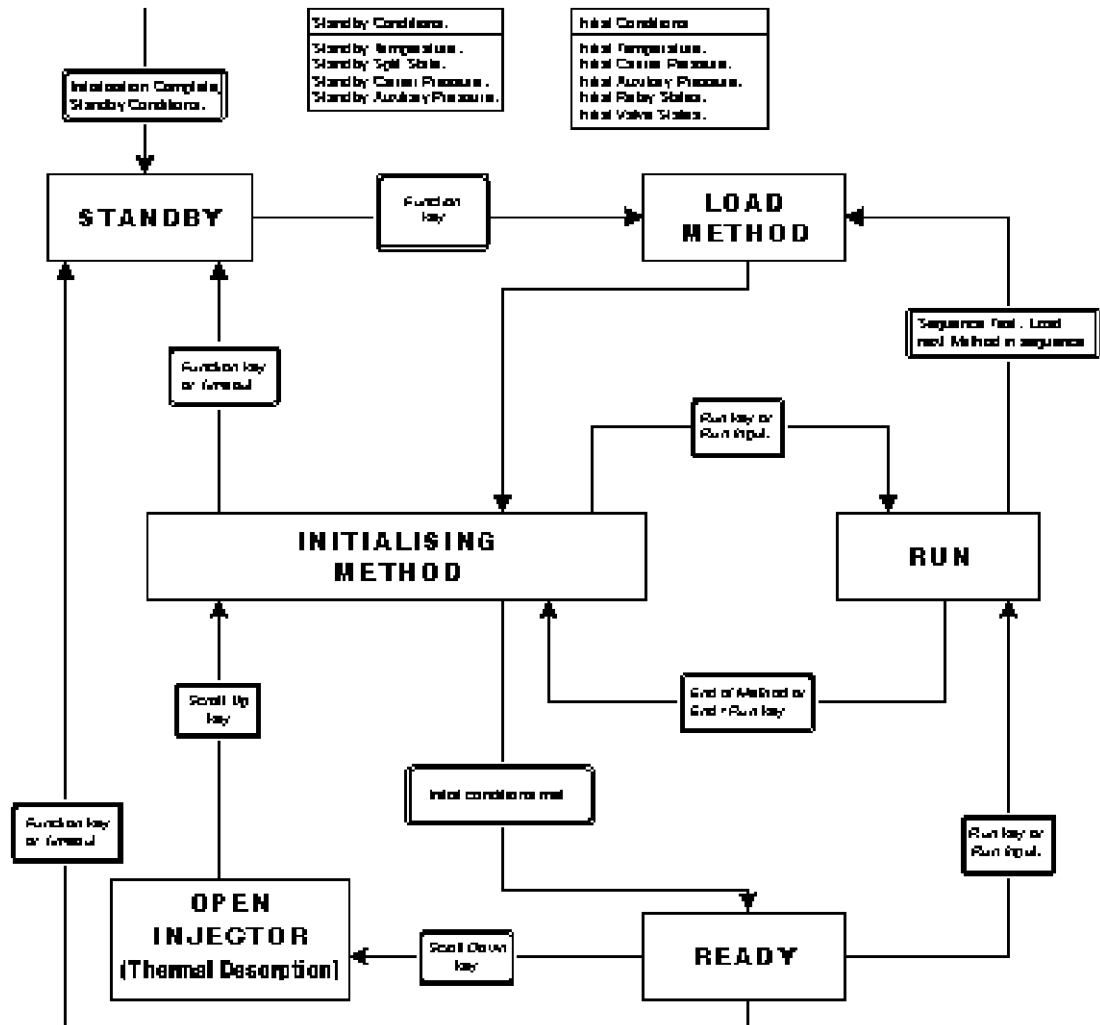 Standby Conditions.
Standby Temperature.
Standby Split State.
Standby Carrier Pressure.
Standby Auxiliary Pressure.
Initial Conditions
Initial Temperature.
Initial Carrier Pressure.
Initial Auxiliary Pressure.
Initial Relay States.
Initial Valve States.
Initialisation Complete,
Standby Conditions.
STANDBY
Function
key
LOAD
METHOD
Function key
or timeout
Sequence Text. Load
next Method in sequence
Run key or
Run Input.
INITIALISING
METHOD
RUN
Scroll Up
key
End of Method or
End - Run key
Initial conditions met
Function key
or timeout
Run key or
Run Input.
OPEN
INJECTOR
(Thermal Desorption)
Scroll Down
key
READY